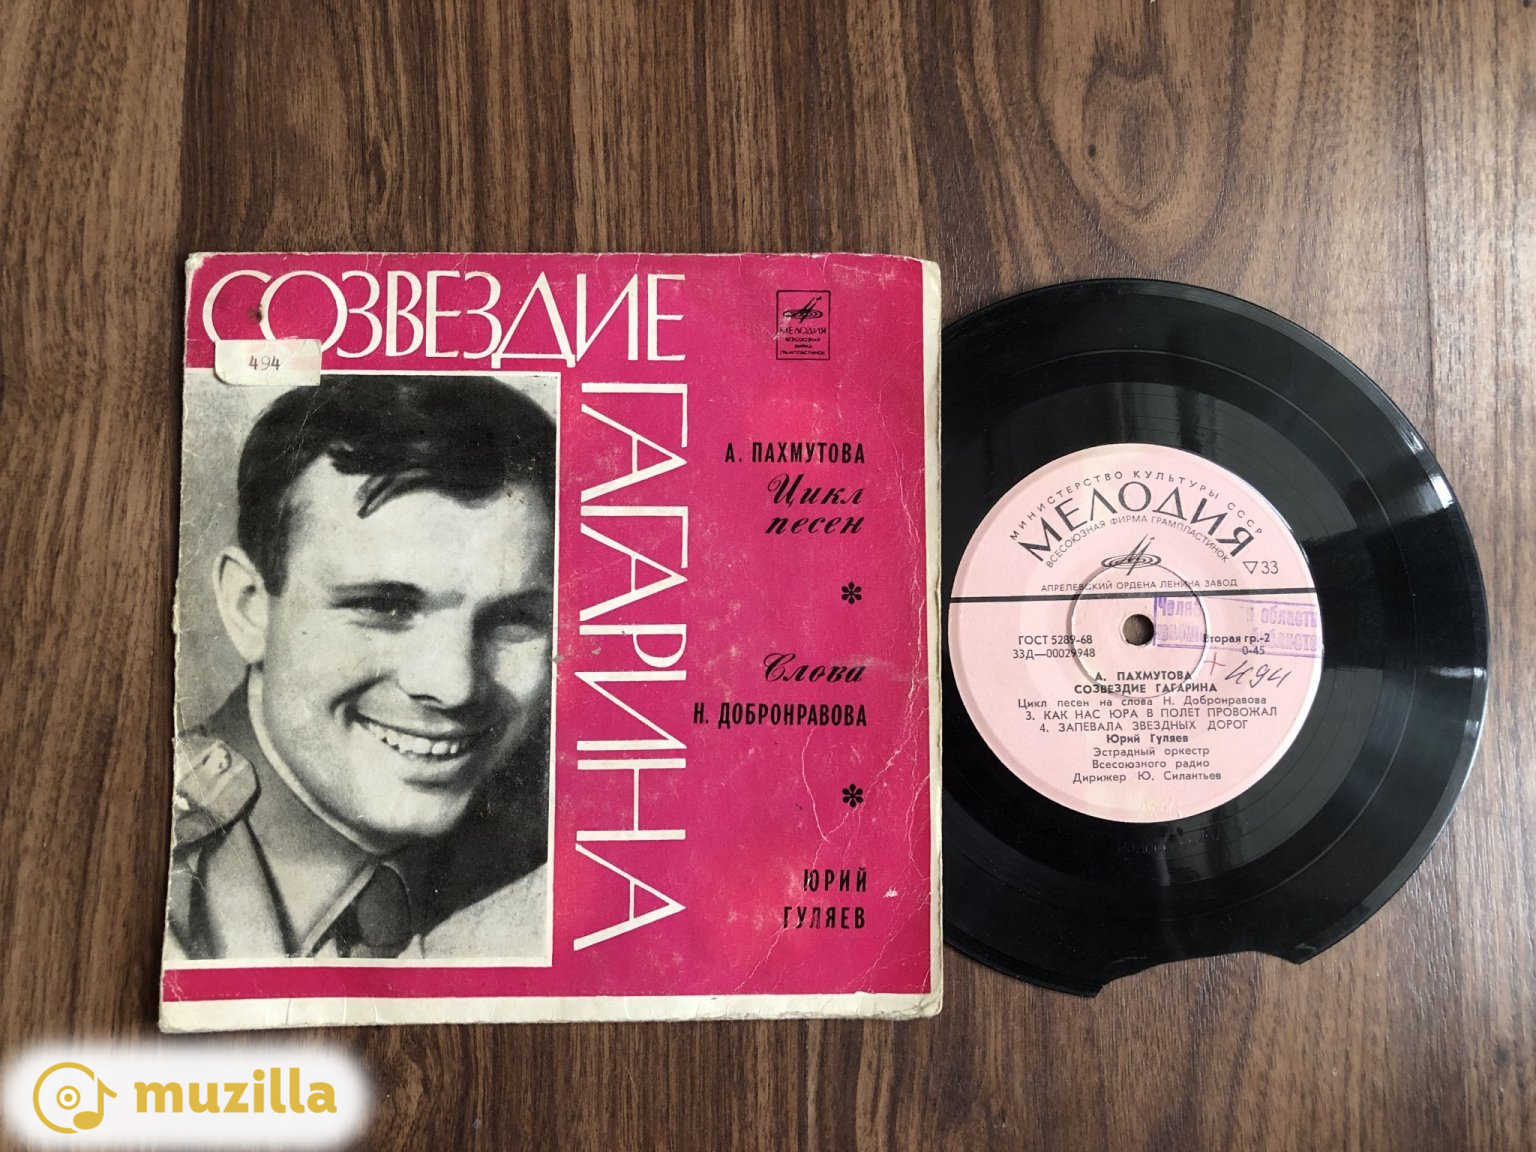 СОЗВЕЗДИЕ
ГАГАРИНА
494
МЕЛОДИЯ
ВСЕСОЮЗНАЯ
ФИРМА
ГРАМПЛАСТИНОК
А. ПАХМУТОВА
Цикл
песен
*
Слова
Н. ДОБРОНРАВОВА
*
ЮРИЙ
ГУЛЯЕВ
МИНИСТЕРСТВО КУЛЬТУРЫ СССР
МЕЛОДИЯ
ВСЕСОЮЗНАЯ ФИРМА ГРАМПЛАСТИНОК
▽33
АПРЕЛЕВСКИЙ ОРДЕНА ЛЕНИНА ЗАВОД
ГОСТ 5289-68 Вторая гр.-2
33Д—00029948 0-45
+ 494
А. ПАХМУТОВА
СОЗВЕЗДИЕ ГАГАРИНА
Цикл песен на слова Н. Добронравова
3. КАК НАС ЮРА В ПОЛЕТ ПРОВОЖАЛ
4. ЗАПЕВАЛА ЗВЕЗДНЫХ ДОРОГ
Юрий Гуляев
Эстрадный оркестр
Всесоюзного радио
Дирижер Ю. Силантьев
muzilla